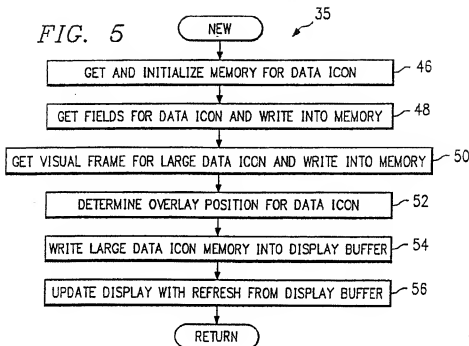 FIG. 5
NEW
35
GET AND INITIALIZE MEMORY FOR DATA ICON
46
GET FIELDS FOR DATA ICON AND WRITE INTO MEMORY
48
GET VISUAL FRAME FOR LARGE DATA ICON AND WRITE INTO MEMORY
50
DETERMINE OVERLAY POSITION FOR DATA ICON
52
WRITE LARGE DATA ICON MEMORY INTO DISPLAY BUFFER
54
UPDATE DISPLAY WITH REFRESH FROM DISPLAY BUFFER
56
RETURN